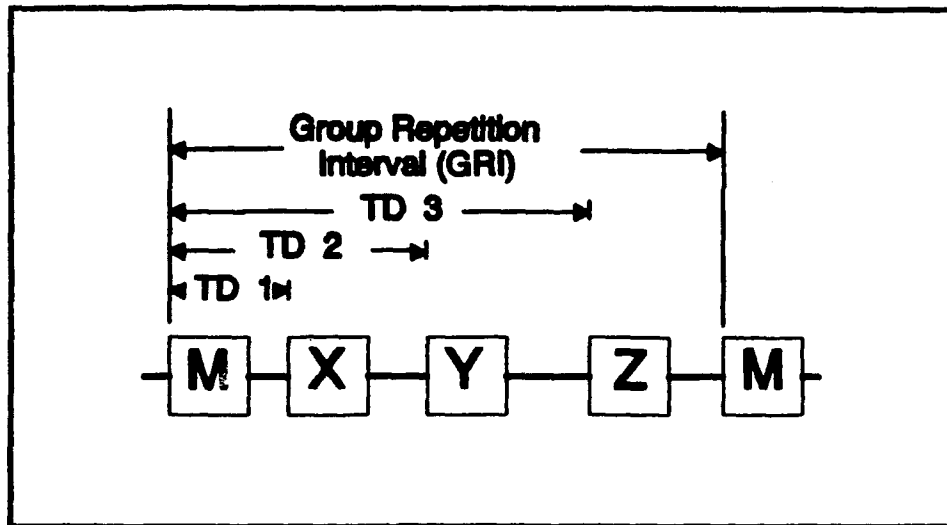 Group Repetition
Interval (GRI)
TD 3
TD 2
TD 1
M X Y Z M